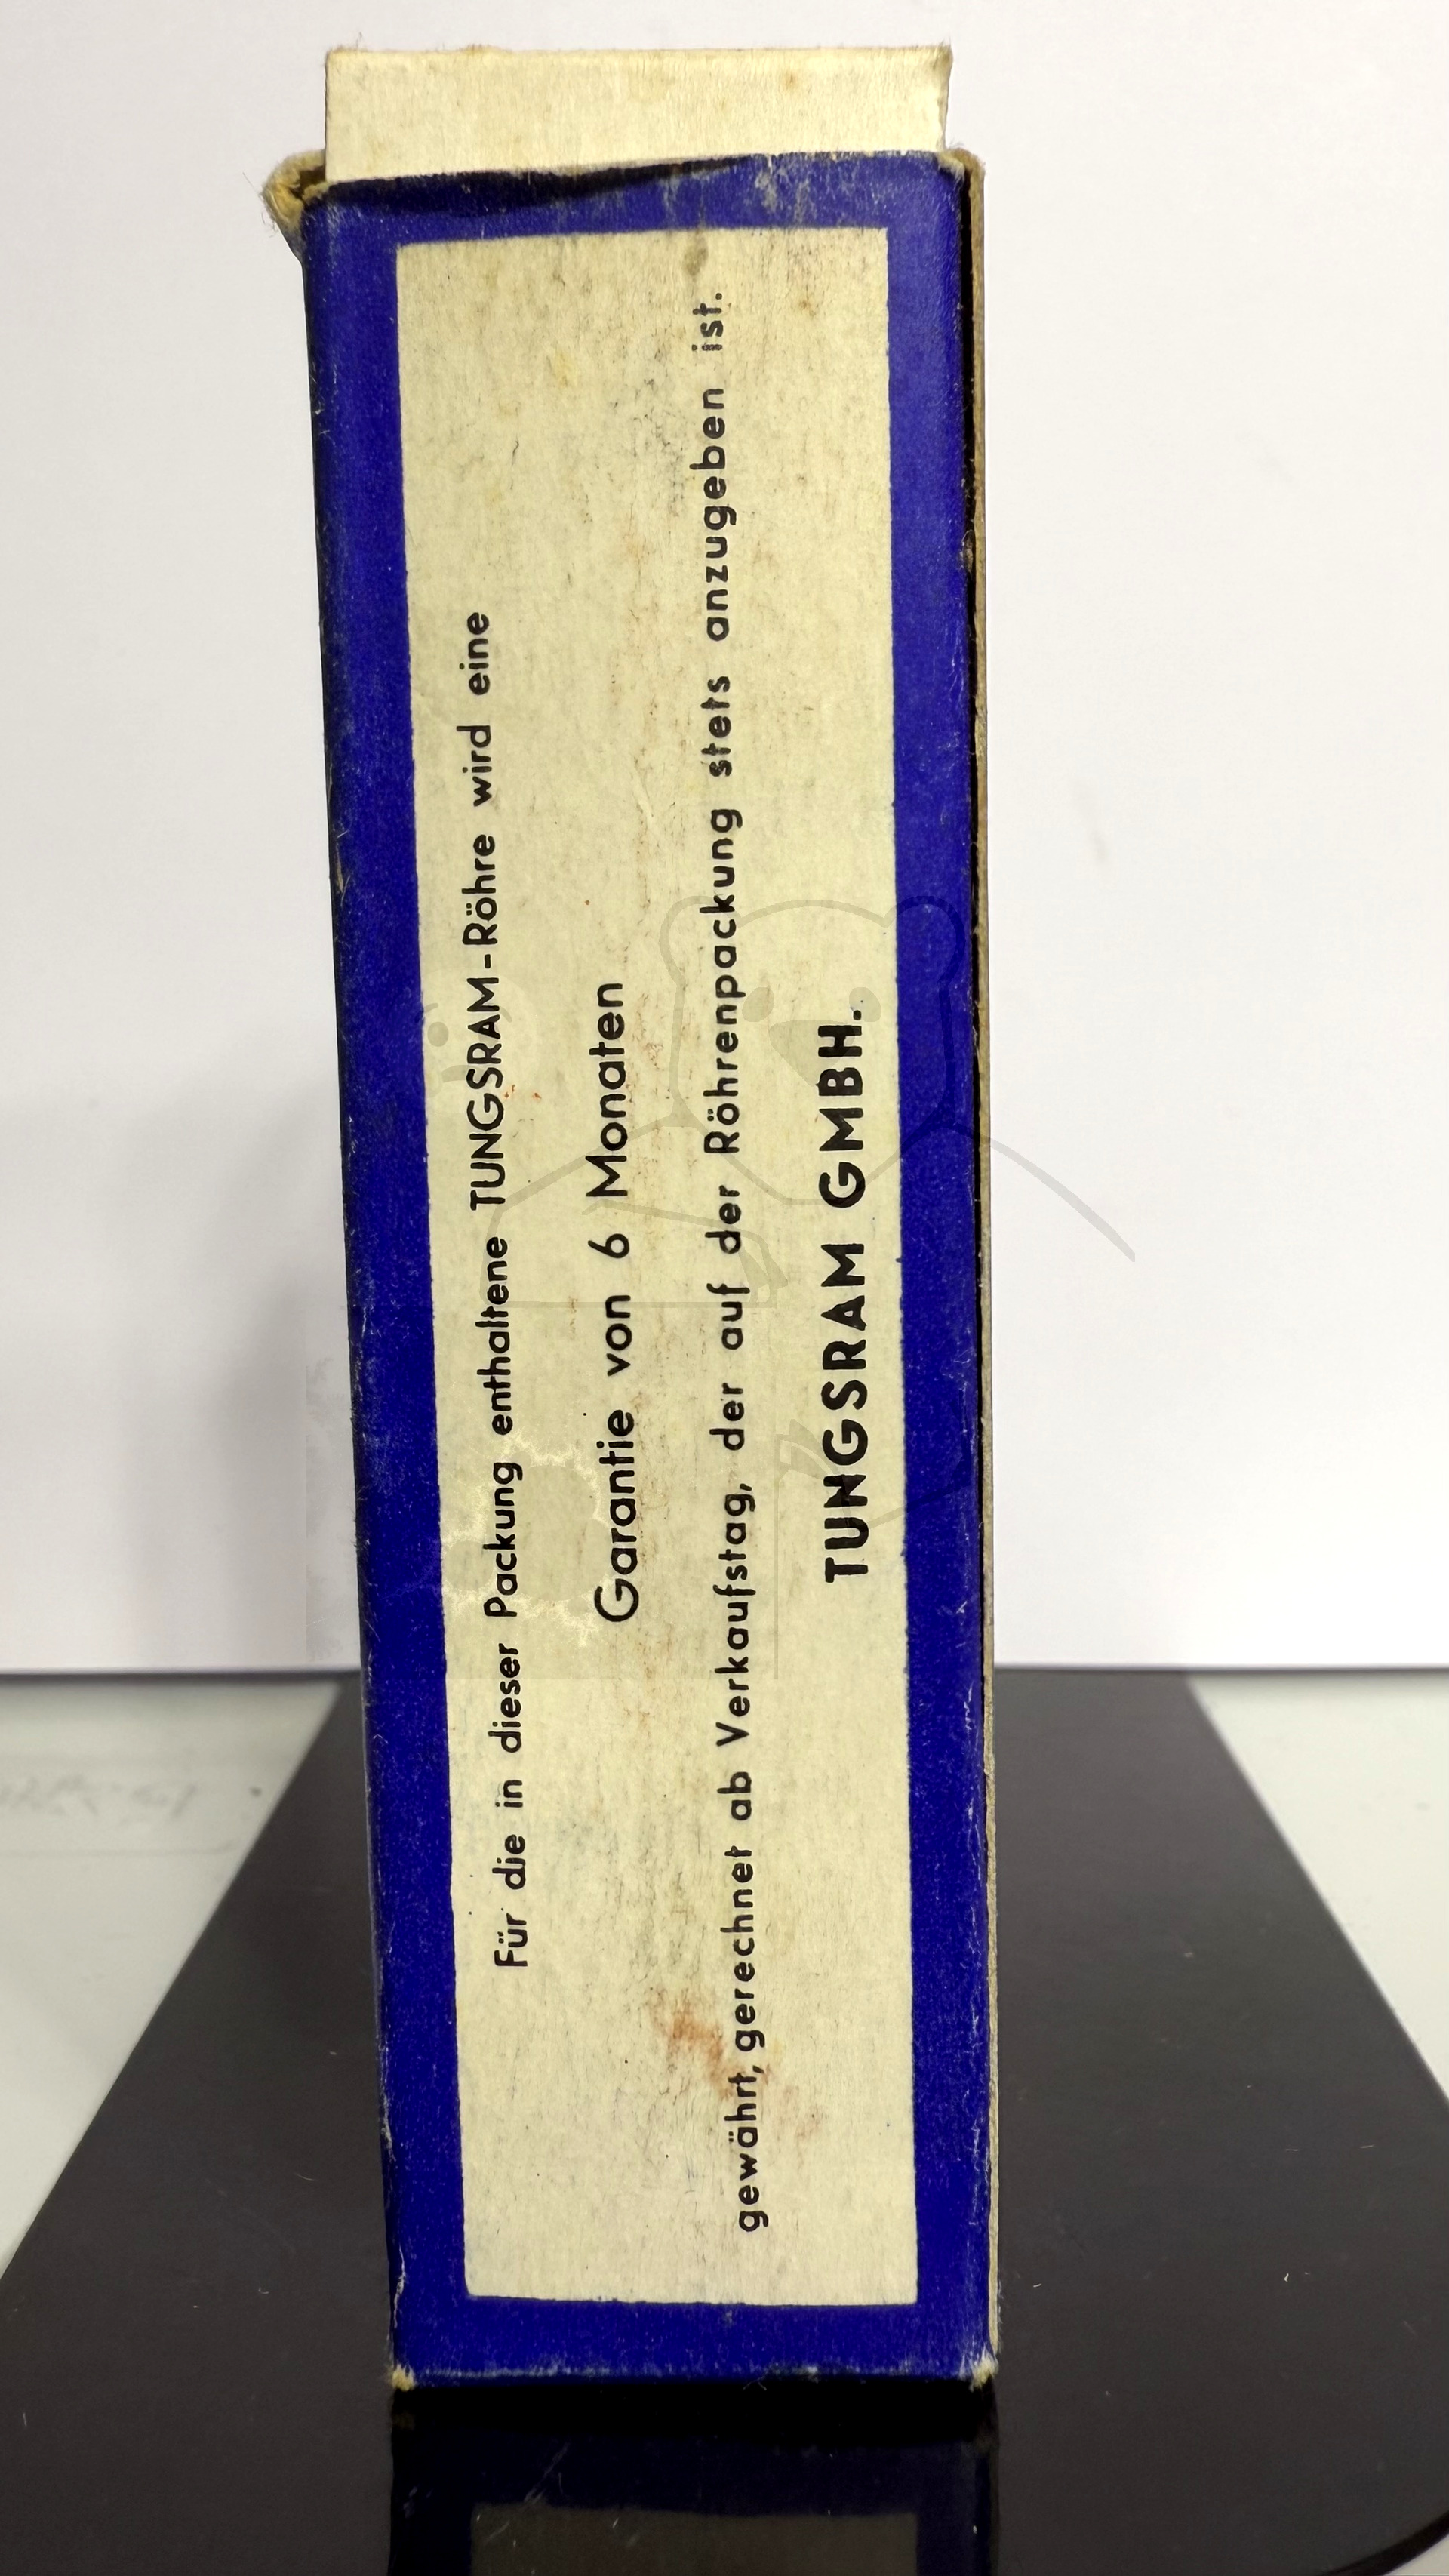 Für die in dieser Packung enthaltene TUNGSRAM-Röhre wird eine
Garantie von 6 Monaten
gewährt, gerechnet ab Verkaufstag, der auf der Röhrenpackung stets anzugeben ist.
TUNGSRAM GMBH.